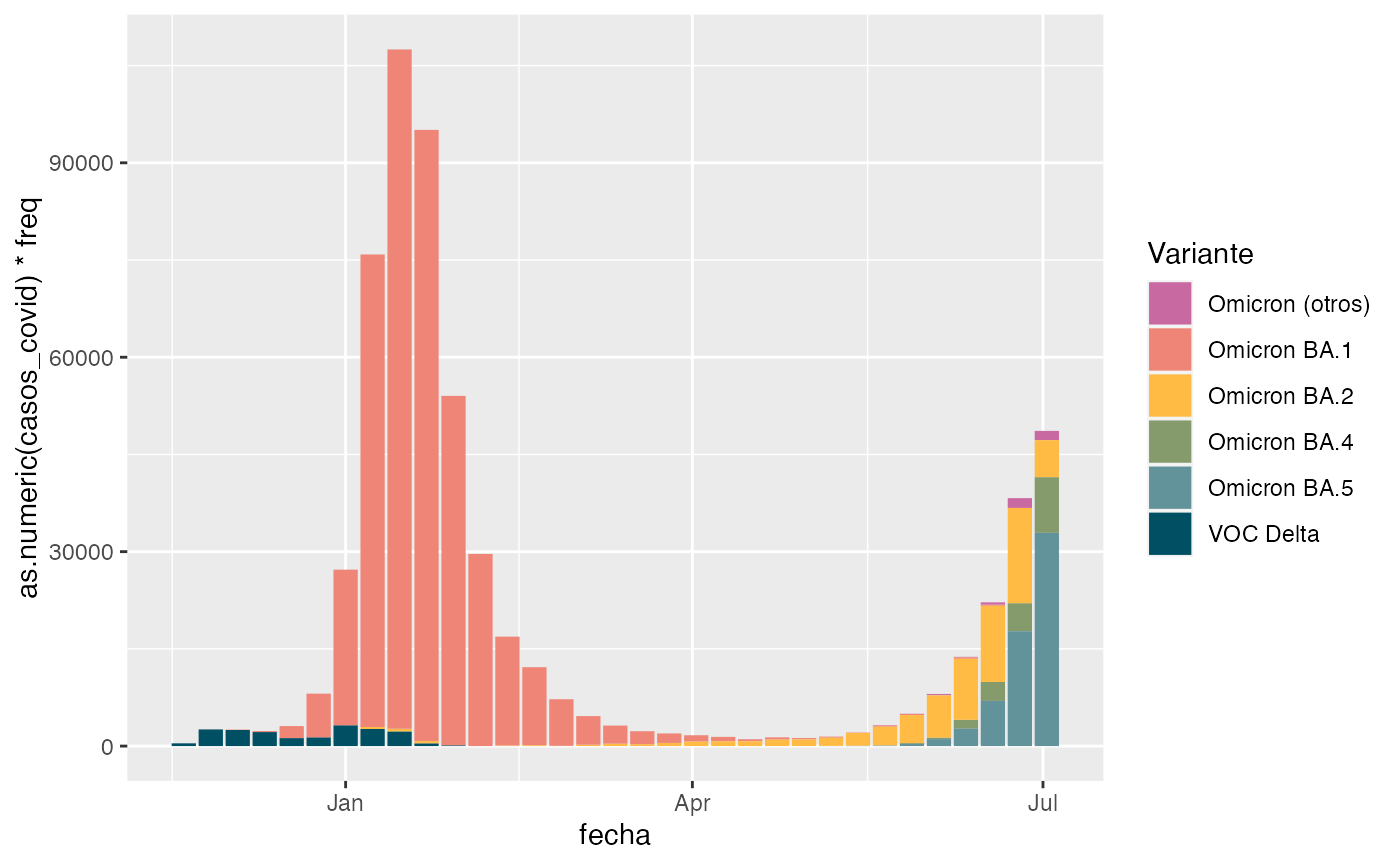 as.numeric(casos_covid) * freq
90000
60000
30000
0
Jan
Apr
Jul
fecha
Variante
Omicron (otros)
Omicron BA.1
Omicron BA.2
Omicron BA.4
Omicron BA.5
VOC Delta